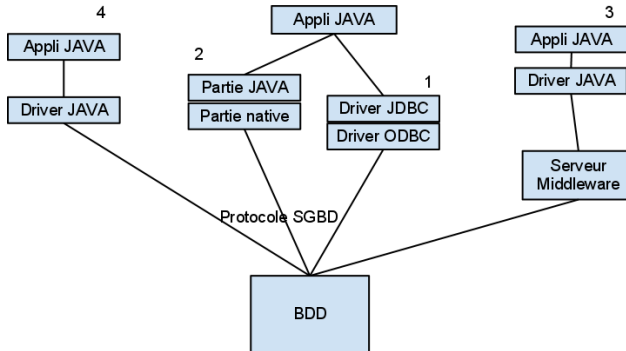 4
Appli JAVA
Driver JAVA
Appli JAVA
2
Partie JAVA
Partie native
1
Driver JDBC
Driver ODBC
3
Appli JAVA
Driver JAVA
Serveur
Middleware
Protocole SGBD
BDD